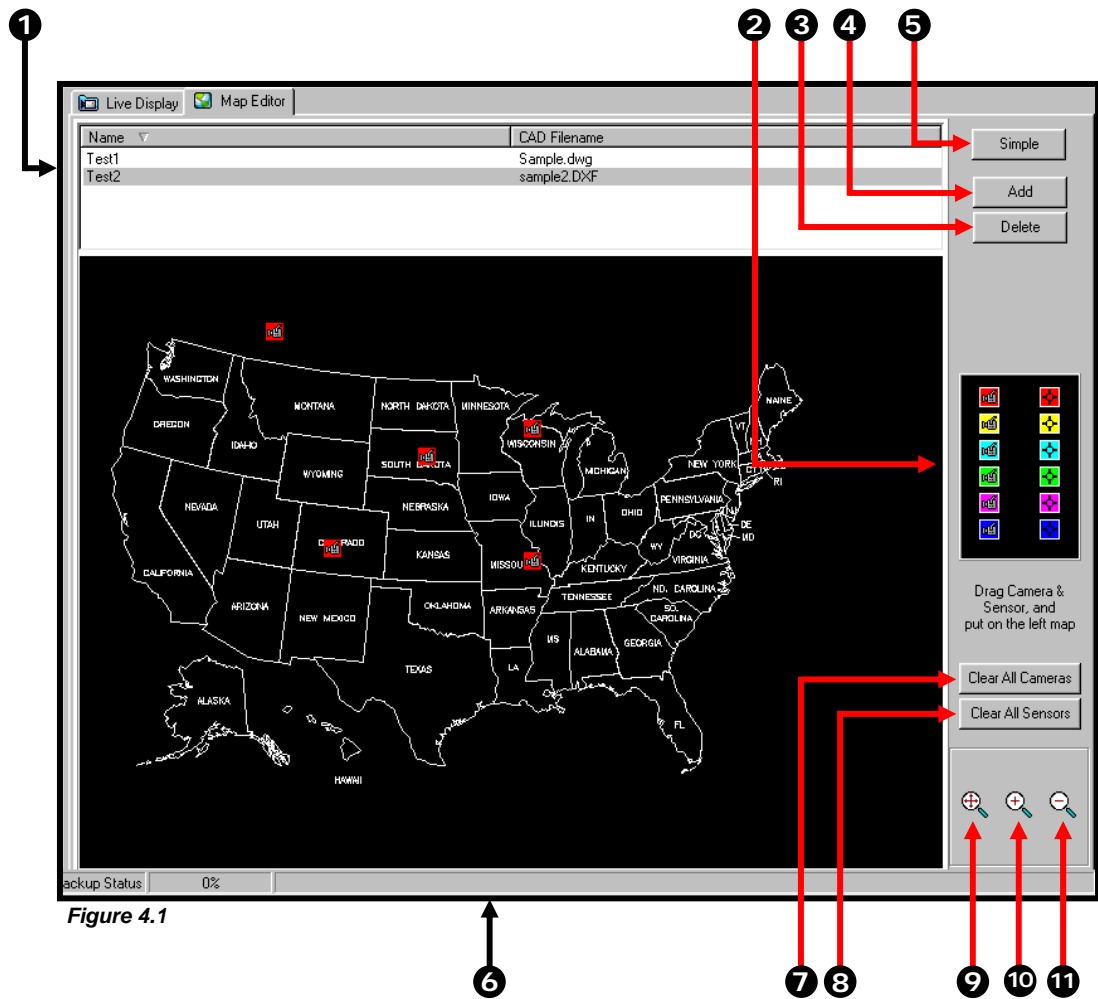 1 2 3 4 5
Live Display Map Editor
Name CAD Filename
Test1 Sample.dwg
Test2 sample2.DXF
Simple
Add
Delete
WASHINGTON
MONTANA
NORTH DAKOTA
MINNESOTA
MAINE
OREGON
IDAHO
WISCONSIN
VT
WYOMING
SOUTH DAKOTA
MICHIGAN
NEW YORK
CT
RI
NEVADA
NEBRASKA
IOWA
PENNSYLVANIA
UTAH
ILLINOIS
IN
OHIO
NJ
DE
MD
DC
CALIFORNIA
KANSAS
WV
VIRGINIA
KENTUCKY
ARIZONA
NEW MEXICO
OKLAHOMA
ARKANSAS
TENNESSEE
NO. CAROLINA
SO.
CAROLINA
TEXAS
LA
MS
ALABAMA
GEORGIA
FL
ALASKA
HAWAII
Drag Camera &
Sensor, and
put on the left map
Clear All Cameras
Clear All Sensors
ackup Status 0%
Figure 4.1
6 7 8 9 10 11